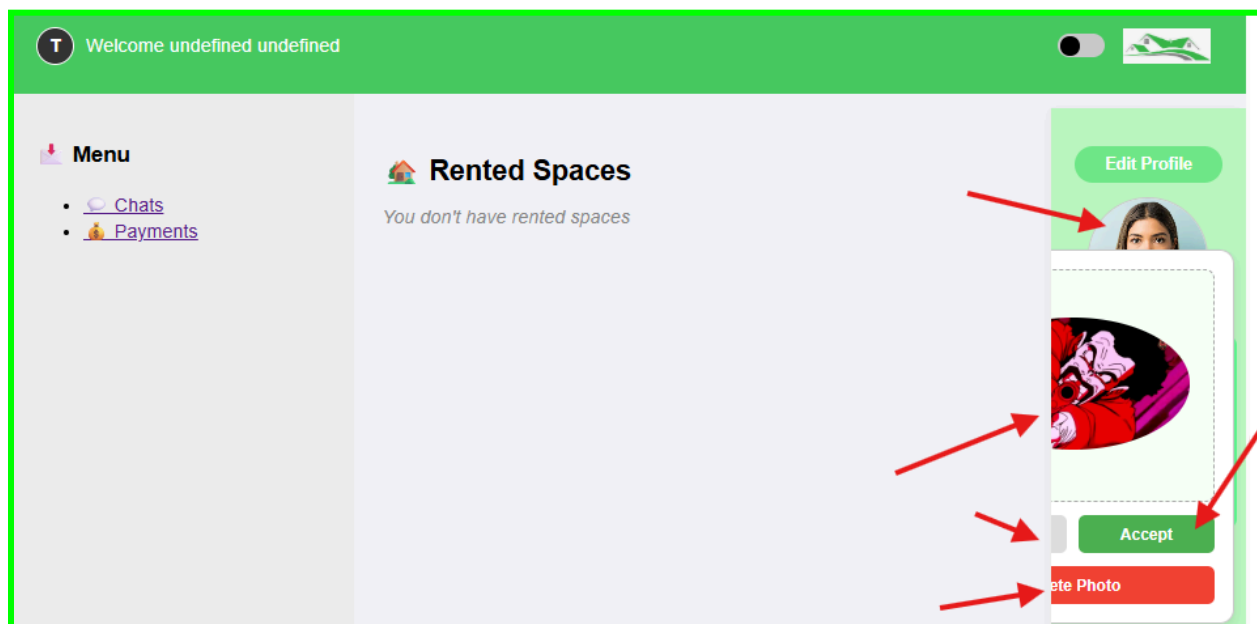 T Welcome undefined undefined
Menu
Chats
Payments
Rented Spaces
You don't have rented spaces
Edit Profile
Accept
ete Photo